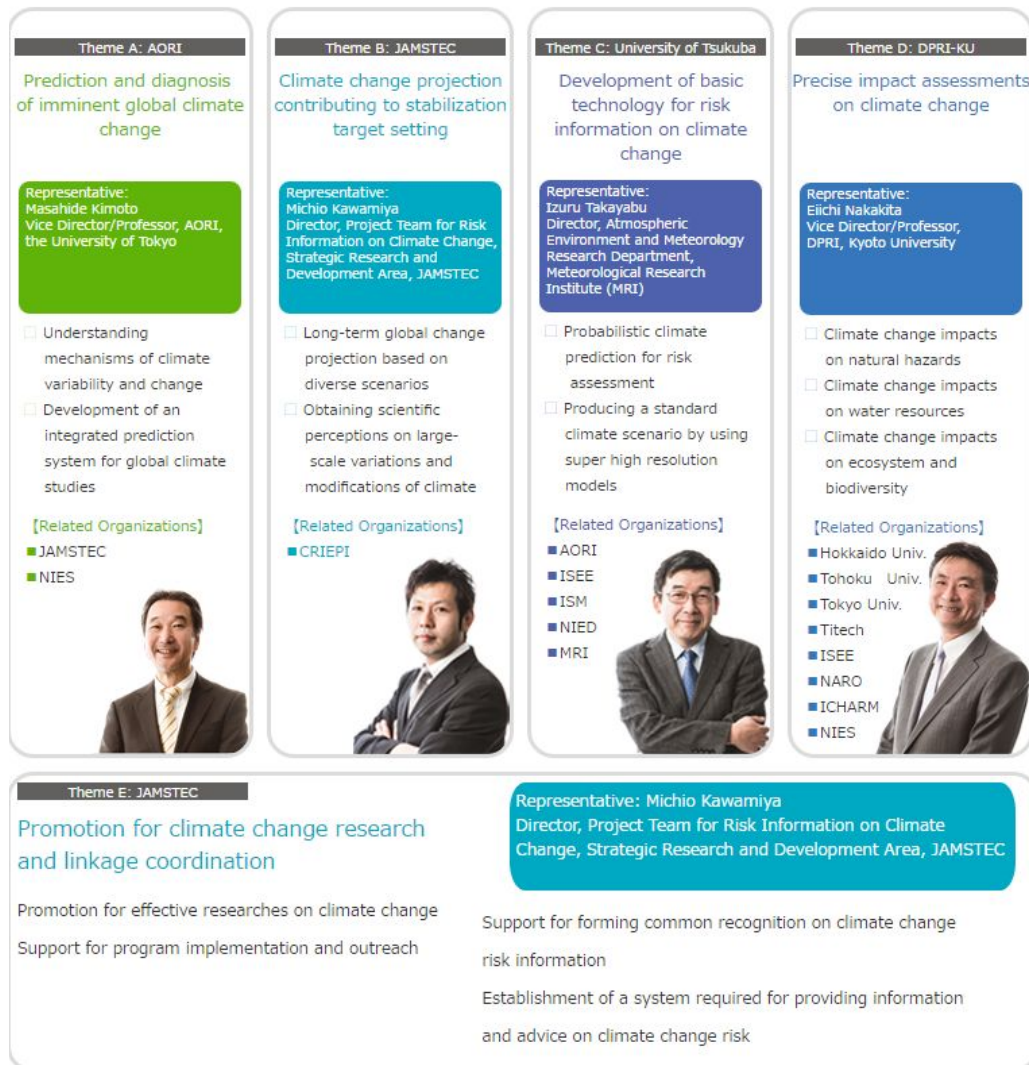 Theme A: AORI
Prediction and diagnosis
of imminent global climate
change
Representative:
Masahide Kimoto
Vice Director/Professor, AORI,
the University of Tokyo
Understanding
mechanisms of climate
variability and change
Development of an
integrated prediction
system for global climate
studies
【Related Organizations】
■JAMSTEC
■NIES
Theme B: JAMSTEC
Climate change projection
contributing to stabilization
target setting
Representative:
Michio Kawamiya
Director, Project Team for Risk
Information on Climate Change,
Strategic Research and
Development Area, JAMSTEC
Long-term global change
projection based on
diverse scenarios
Obtaining scientific
perceptions on large-
scale variations and
modifications of climate
【Related Organizations】
■CRIEPI
Theme C: University of Tsukuba
Development of basic
technology for risk
information on climate
change
Representative:
Izuru Takayabu
Director, Atmospheric
Environment and Meteorology
Research Department,
Meteorological Research
Institute (MRI)
Probabilistic climate
prediction for risk
assessment
Producing a standard
climate scenario by using
super high resolution
models
【Related Organizations】
■AORI
■ISEE
■ISM
■NIED
■MRI
Theme D: DPRI-KU
Precise impact assessments
on climate change
Representative:
Eiichi Nakakita
Vice Director/Professor,
DPRI, Kyoto University
Climate change impacts
on natural hazards
Climate change impacts
on water resources
Climate change impacts
on ecosystem and
biodiversity
【Related Organizations】
■Hokkaido Univ.
■Tohoku Univ.
■Tokyo Univ.
■Titech
■ISEE
■NARO
■ICHARM
■NIES
Theme E: JAMSTEC
Promotion for climate change research
and linkage coordination
Promotion for effective researches on climate change
Support for program implementation and outreach
Representative: Michio Kawamiya
Director, Project Team for Risk Information on Climate
Change, Strategic Research and Development Area, JAMSTEC
Support for forming common recognition on climate change
risk information
Establishment of a system required for providing information
and advice on climate change risk